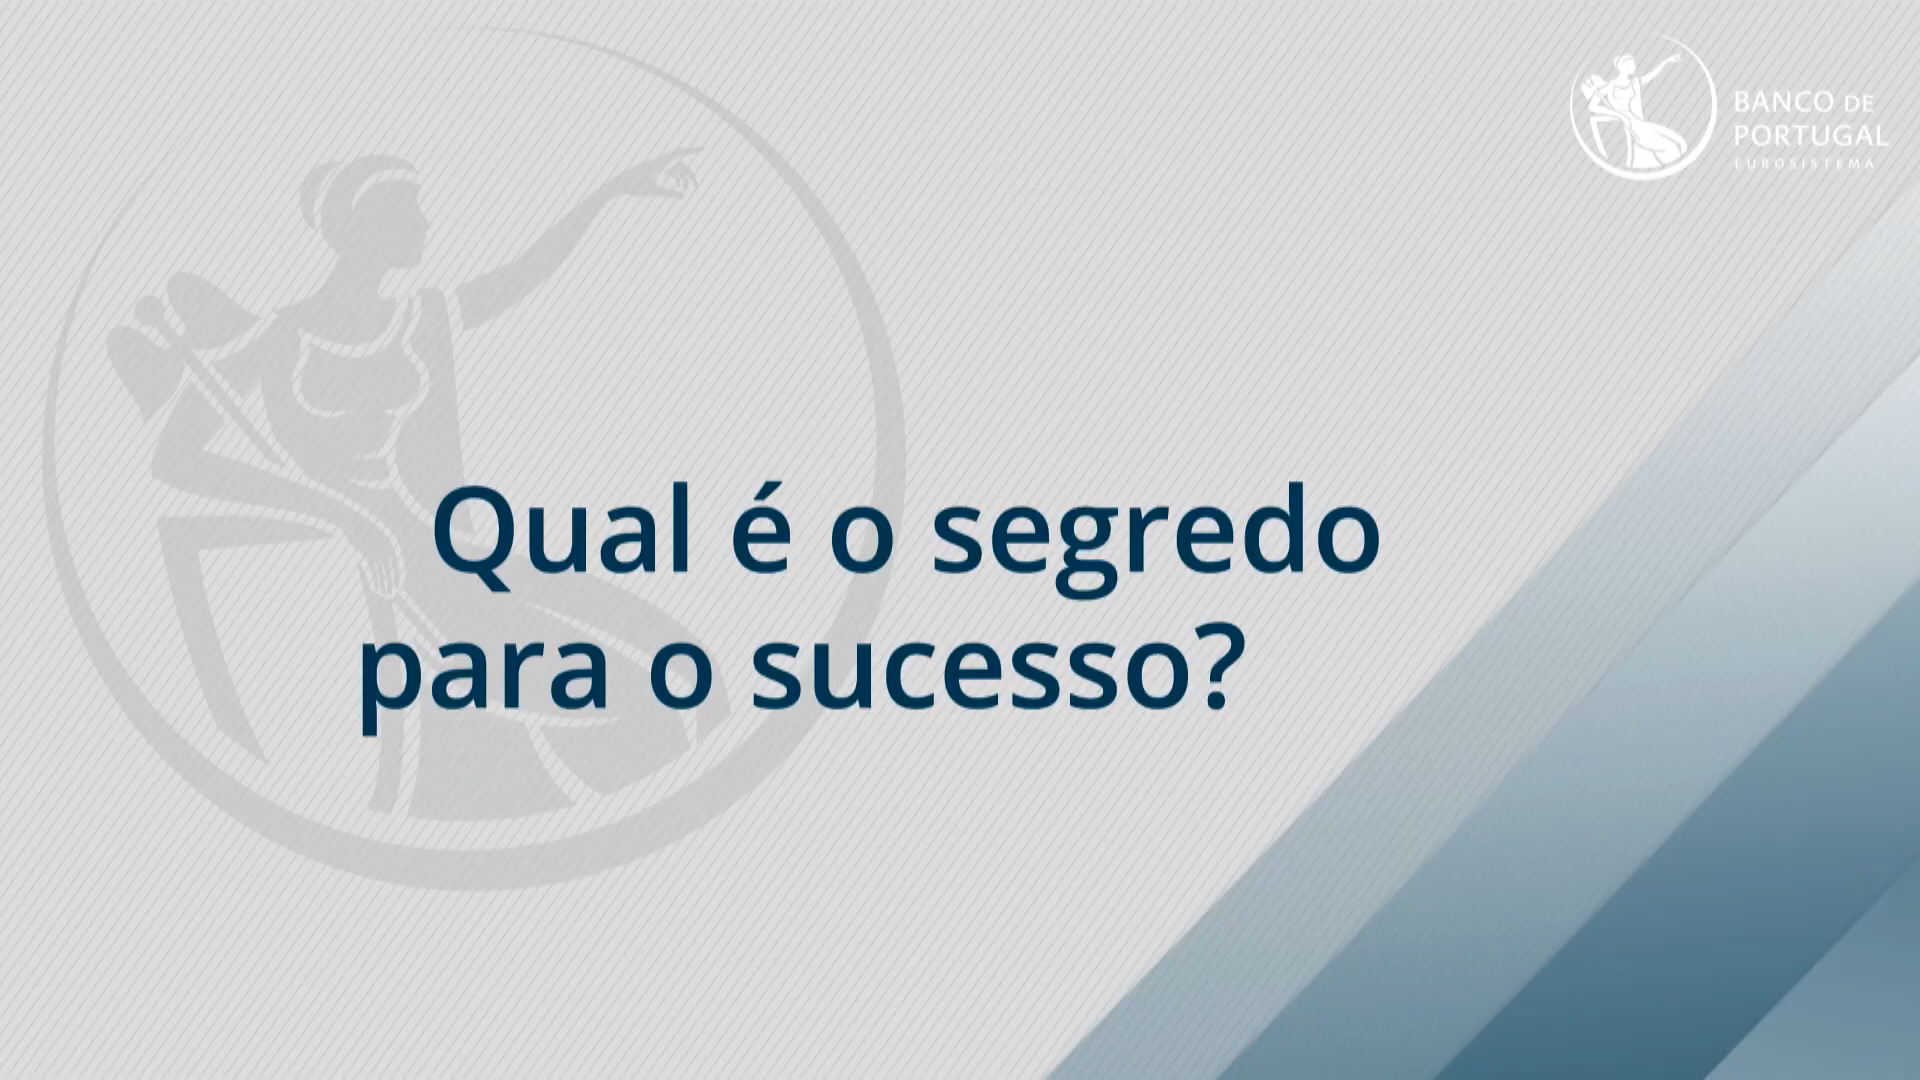 BANCO DE
PORTUGAL
EUROSISTEMA
Qual é o segredo
para o sucesso?